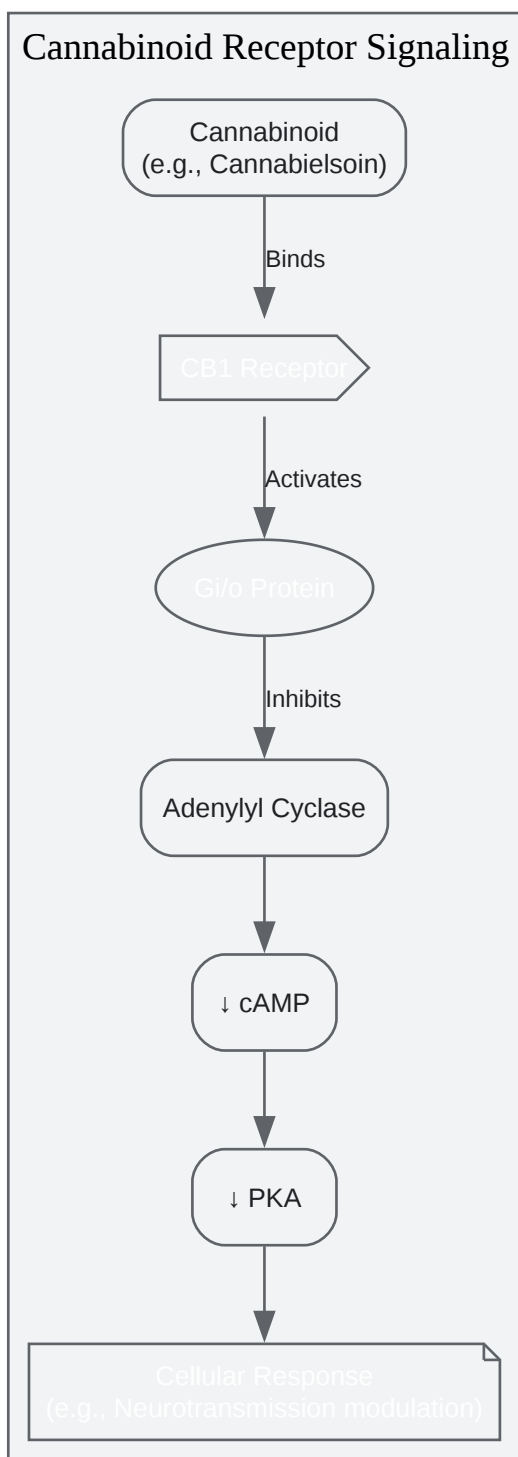 Cannabinoid Receptor Signaling
Cannabinoid
(e.g., Cannabielsoin)
Binds
CB1 Receptor
Activates
Gi/o Protein
Inhibits
Adenylyl Cyclase
↓ cAMP
↓ PKA
Cellular Response
(e.g., Neurotransmission modulation)